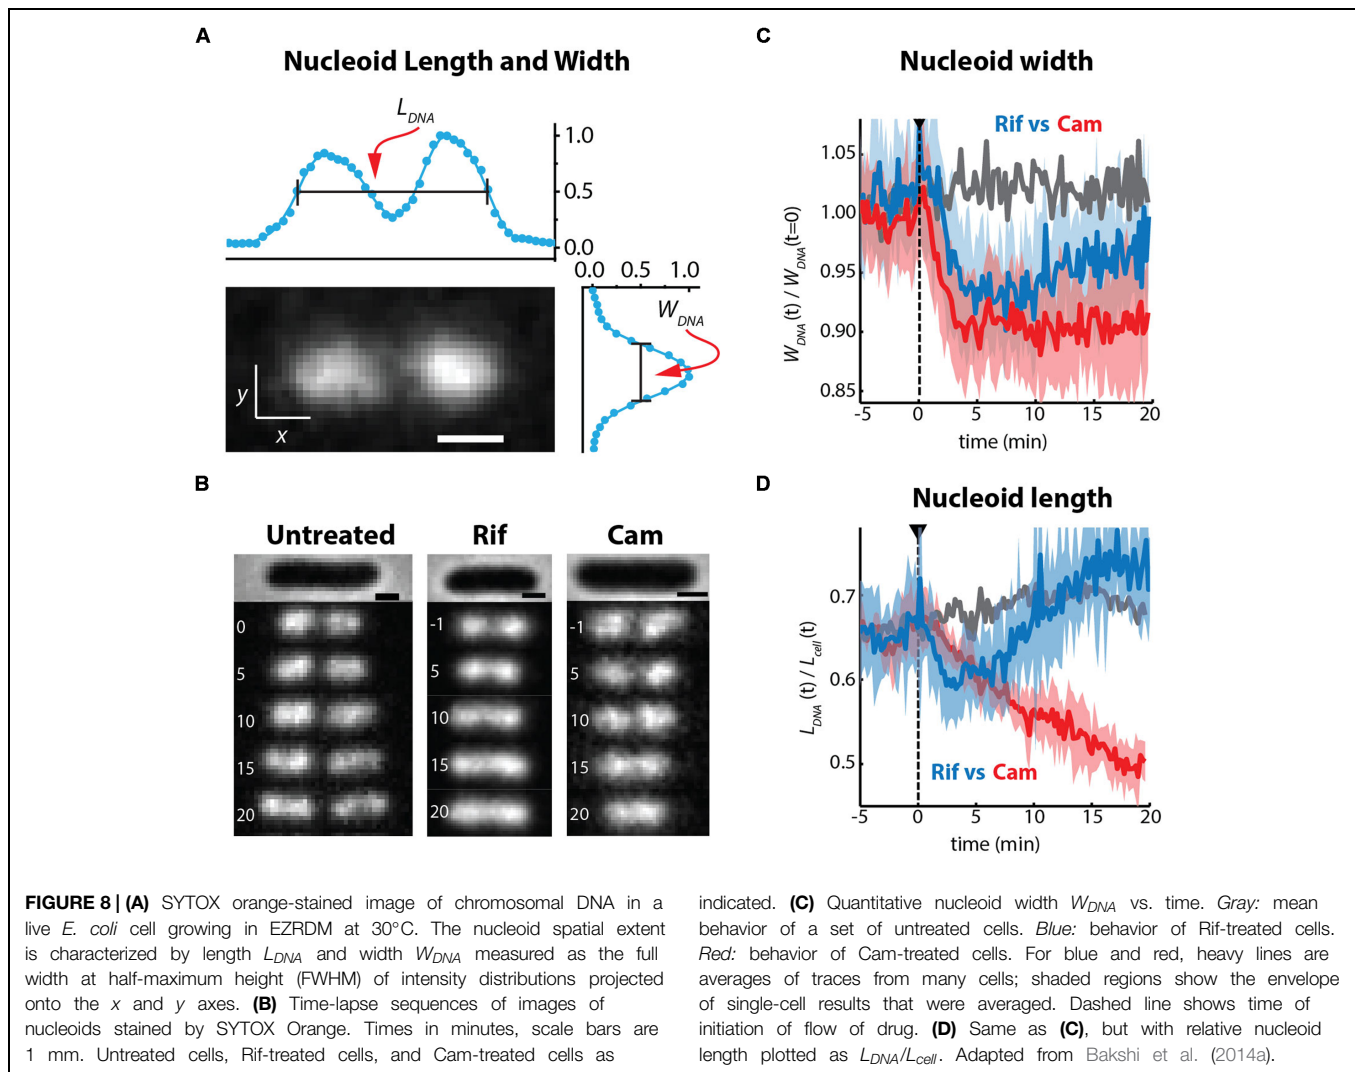 A
Nucleoid Length and Width
L_DNA
1.0
0.5
0.0
0.0 0.5 1.0
W_DNA
y
x
B
Untreated
Rif
Cam
0
5
10
15
20
-1
5
10
15
20
-1
5
10
15
20
C
Nucleoid width
Rif vs Cam
W_DNA (t) / W_DNA (t=0)
1.05
1.00
0.95
0.90
0.85
-5 0 5 10 15 20
time (min)
D
Nucleoid length
L_DNA (t) / L_cell (t)
0.7
0.6
0.5
Rif vs Cam
-5 0 5 10 15 20
time (min)
FIGURE 8 | (A) SYTOX orange-stained image of chromosomal DNA in a
live E. coli cell growing in EZRDM at 30°C. The nucleoid spatial extent
is characterized by length L_DNA and width W_DNA measured as the full
width at half-maximum height (FWHM) of intensity distributions projected
onto the x and y axes. (B) Time-lapse sequences of images of
nucleoids stained by SYTOX Orange. Times in minutes, scale bars are
1 mm. Untreated cells, Rif-treated cells, and Cam-treated cells as
indicated. (C) Quantitative nucleoid width W_DNA vs. time. Gray: mean
behavior of a set of untreated cells. Blue: behavior of Rif-treated cells.
Red: behavior of Cam-treated cells. For blue and red, heavy lines are
averages of traces from many cells; shaded regions show the envelope
of single-cell results that were averaged. Dashed line shows time of
initiation of flow of drug. (D) Same as (C), but with relative nucleoid
length plotted as L_DNA/L_cell. Adapted from Bakshi et al. (2014a).